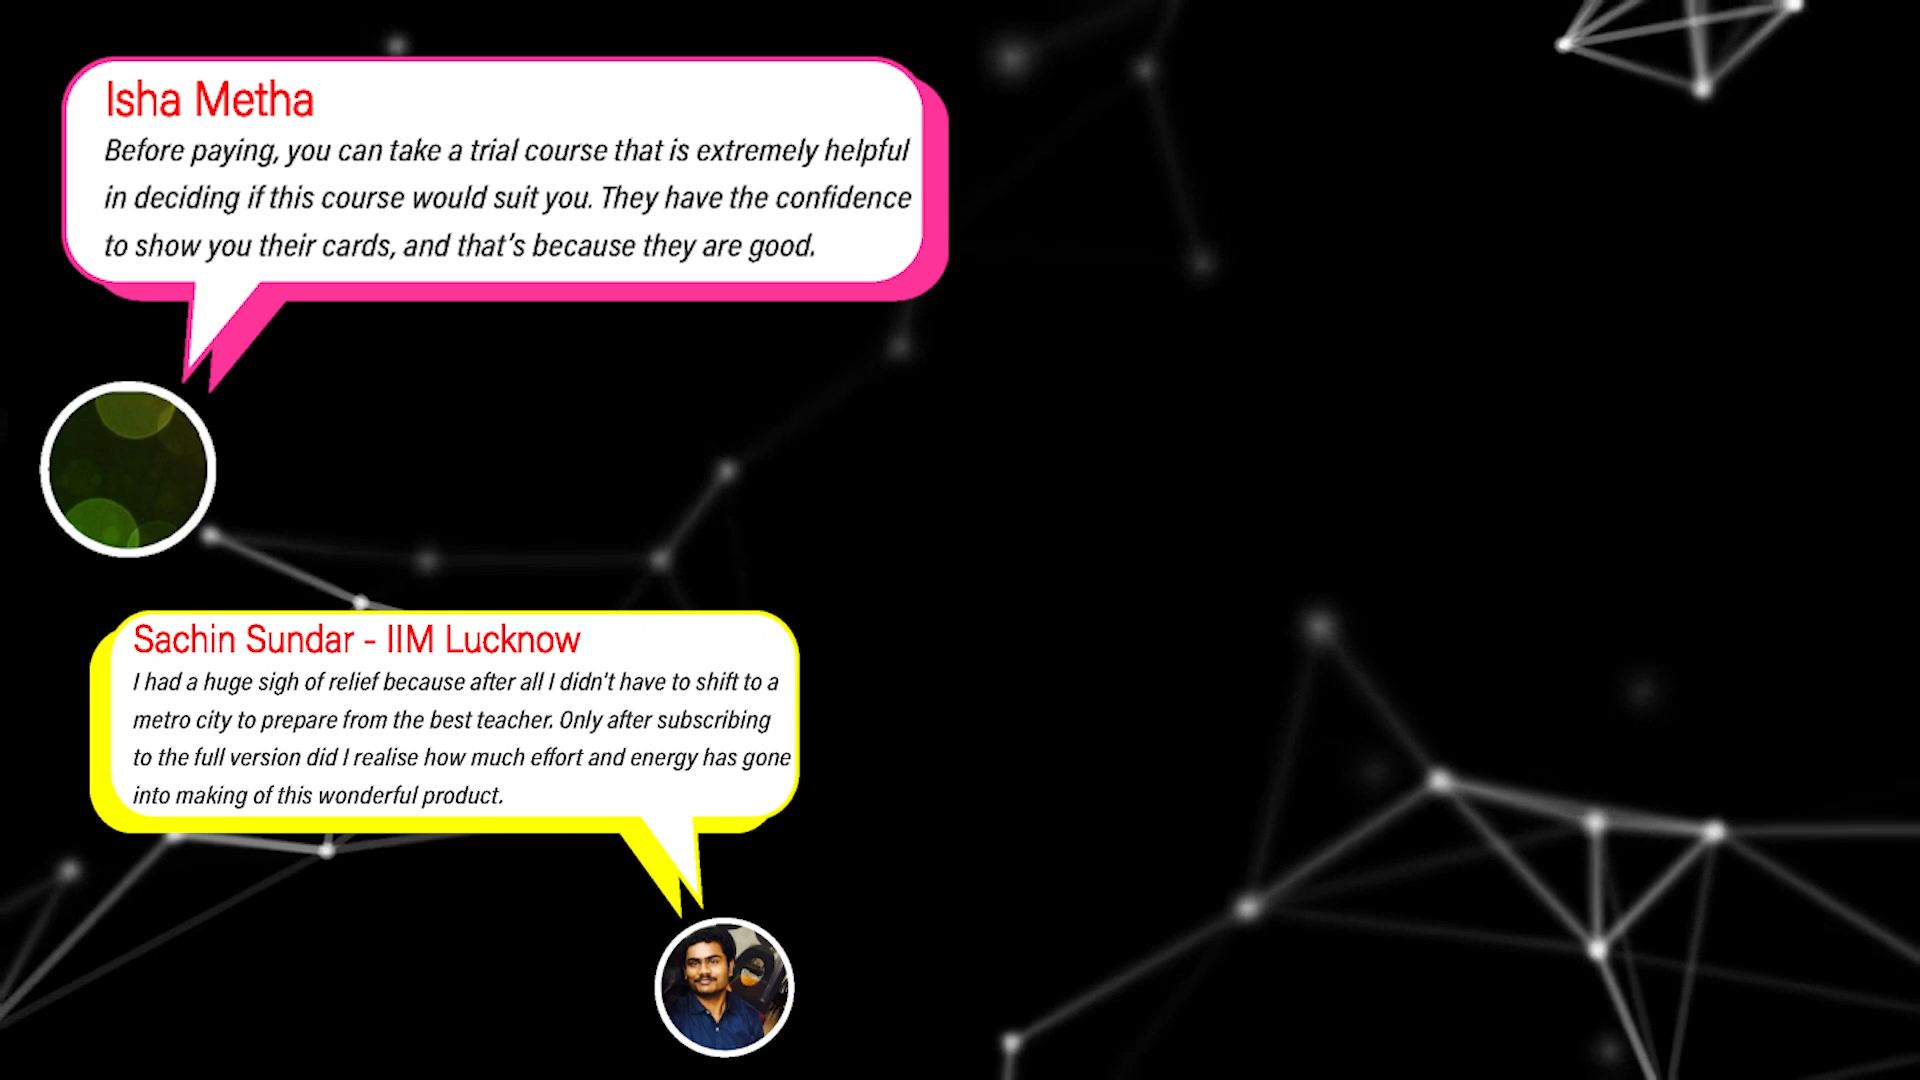 Isha Metha
Before paying, you can take a trial course that is extremely helpful
in deciding if this course would suit you. They have the confidence
to show you their cards, and that’s because they are good.
Sachin Sundar - IIM Lucknow
I had a huge sigh of relief because after all I didn't have to shift to a
metro city to prepare from the best teacher. Only after subscribing
to the full version did I realise how much effort and energy has gone
into making of this wonderful product.